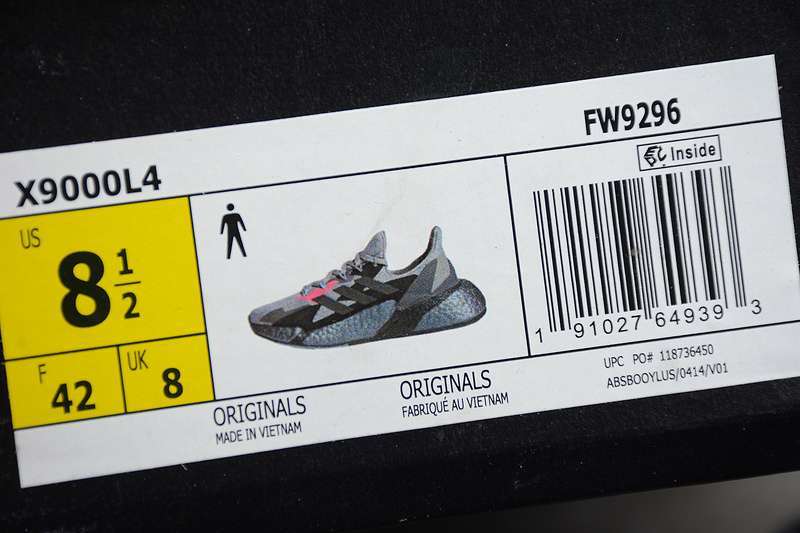 X9000L4
FW9296
Inside
US
8 1/2
F
42
UK
8
ORIGINALS
MADE IN VIETNAM
ORIGINALS
FABRIQUÉ AU VIETNAM
1 91027 64939 3
UPC PO# 118736450
ABSBOOYLUS/0414/V01